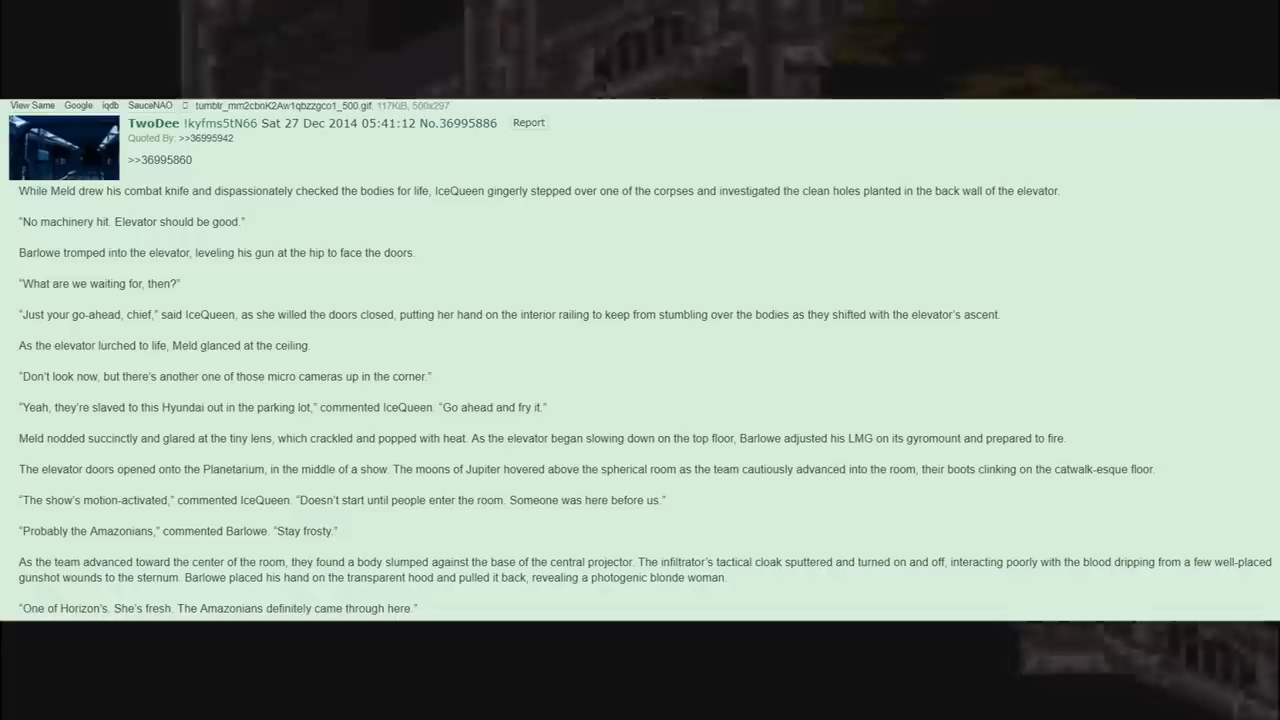 View Same Google iqdb SauceNAO tumblr_mm2cbnK2Aw1qbzzgco1_500.gif, 117KiB, 500x297
TwoDee !kyfms5tN66 Sat 27 Dec 2014 05:41:12 No.36995886 Report
Quoted By: >>36995942
>>36995860
While Meld drew his combat knife and dispassionately checked the bodies for life, IceQueen gingerly stepped over one of the corpses and investigated the clean holes planted in the back wall of the elevator.
“No machinery hit. Elevator should be good.”
Barlowe tromped into the elevator, leveling his gun at the hip to face the doors.
“What are we waiting for, then?”
“Just your go-ahead, chief,” said IceQueen, as she willed the doors closed, putting her hand on the interior railing to keep from stumbling over the bodies as they shifted with the elevator’s ascent.
As the elevator lurched to life, Meld glanced at the ceiling.
“Don’t look now, but there’s another one of those micro cameras up in the corner.”
“Yeah, they’re slaved to this Hyundai out in the parking lot,” commented IceQueen. “Go ahead and fry it.”
Meld nodded succinctly and glared at the tiny lens, which crackled and popped with heat. As the elevator began slowing down on the top floor, Barlowe adjusted his LMG on its gyromount and prepared to fire.
The elevator doors opened onto the Planetarium, in the middle of a show. The moons of Jupiter hovered above the spherical room as the team cautiously advanced into the room, their boots clinking on the catwalk-esque floor.
“The show’s motion-activated,” commented IceQueen. “Doesn’t start until people enter the room. Someone was here before us.”
“Probably the Amazonians,” commented Barlowe. “Stay frosty.”
As the team advanced toward the center of the room, they found a body slumped against the base of the central projector. The infiltrator’s tactical cloak sputtered and turned on and off, interacting poorly with the blood dripping from a few well-placed
gunshot wounds to the sternum. Barlowe placed his hand on the transparent hood and pulled it back, revealing a photogenic blonde woman.
“One of Horizon’s. She’s fresh. The Amazonians definitely came through here.”